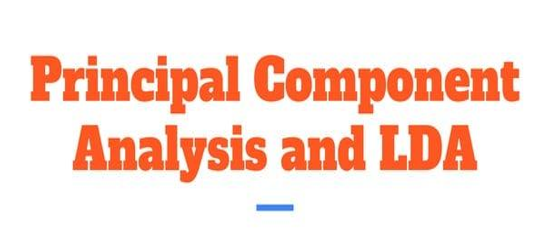 Principal Component
Analysis and LDA